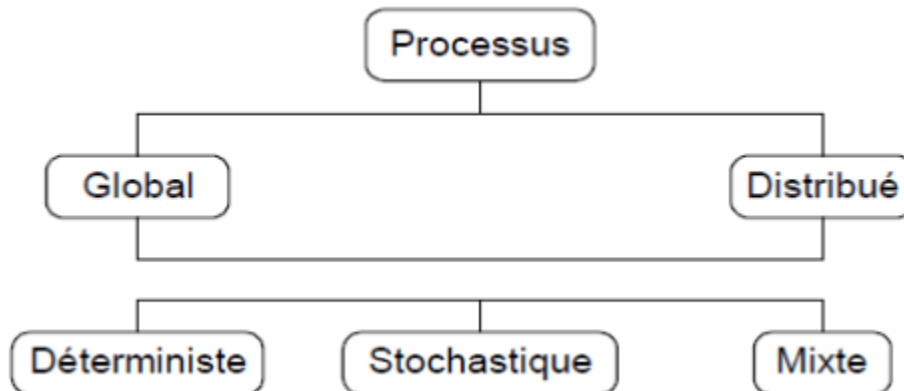 Processus
Global
Distribué
Déterministe
Stochastique
Mixte